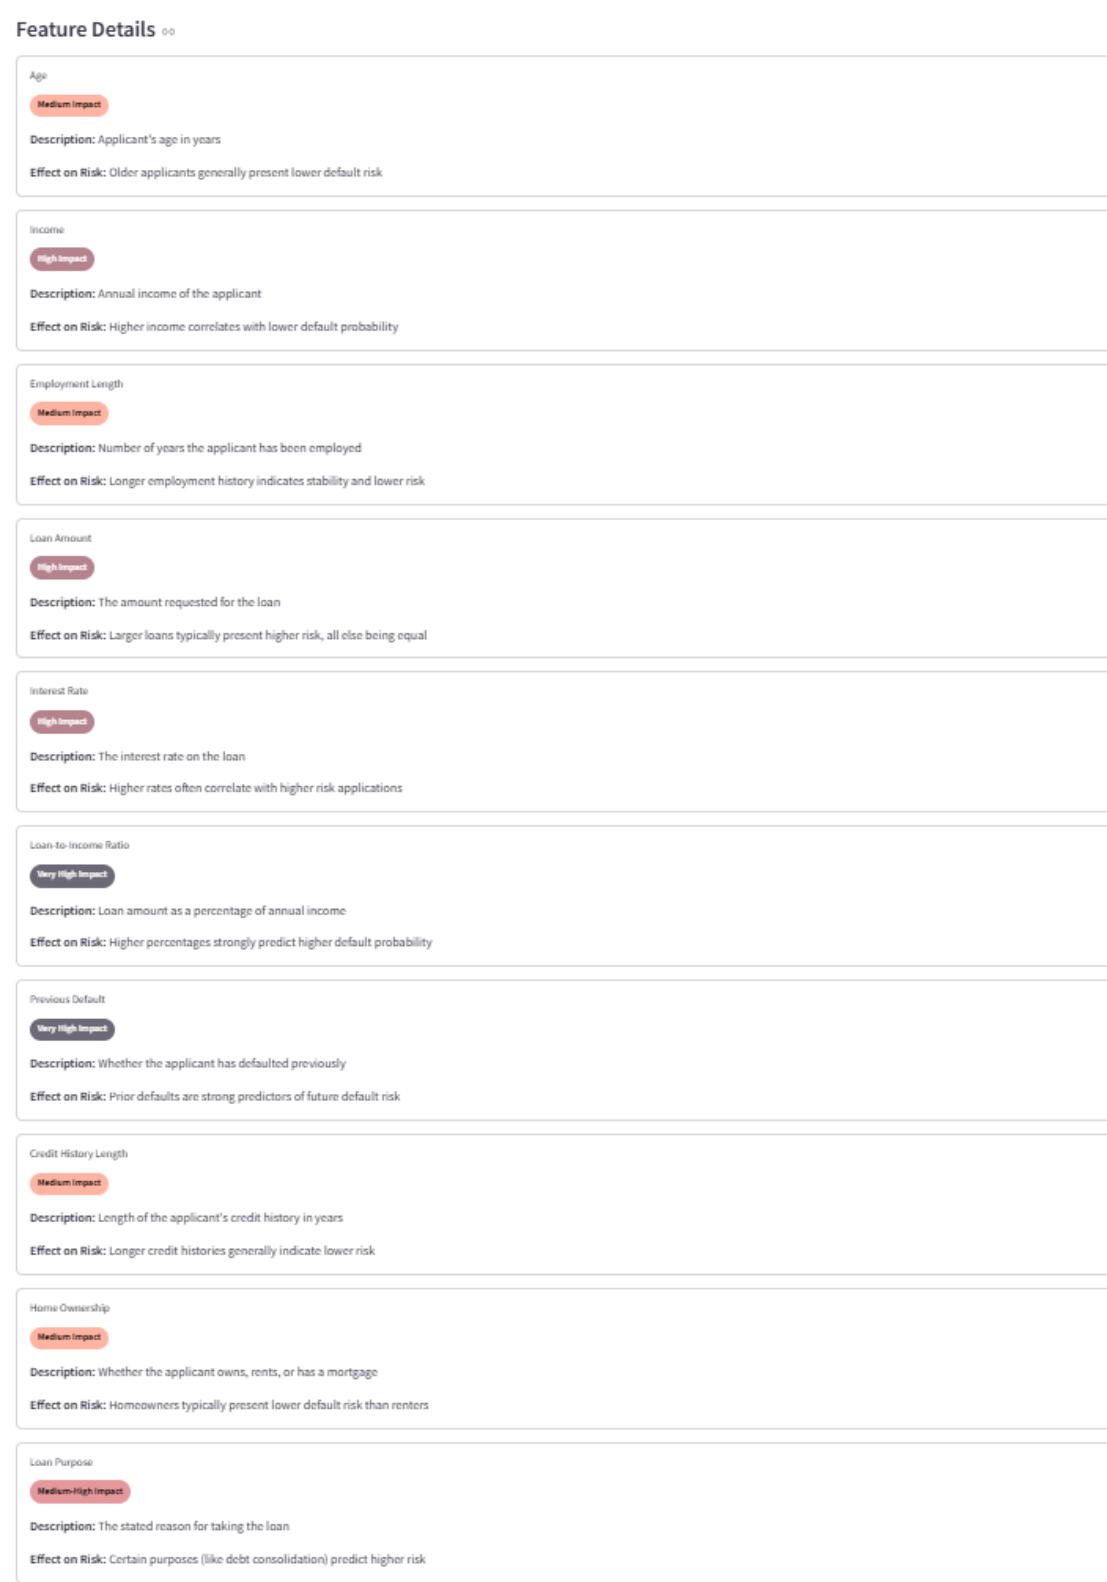 Feature Details
Age
Medium Impact
Description: Applicant's age in years
Effect on Risk: Older applicants generally present lower default risk
Income
High Impact
Description: Annual income of the applicant
Effect on Risk: Higher income correlates with lower default probability
Employment Length
Medium Impact
Description: Number of years the applicant has been employed
Effect on Risk: Longer employment history indicates stability and lower risk
Loan Amount
High Impact
Description: The amount requested for the loan
Effect on Risk: Larger loans typically present higher risk, all else being equal
Interest Rate
High Impact
Description: The interest rate on the loan
Effect on Risk: Higher rates often correlate with higher risk applications
Loan-to-Income Ratio
Very High Impact
Description: Loan amount as a percentage of annual income
Effect on Risk: Higher percentages strongly predict higher default probability
Previous Default
Very High Impact
Description: Whether the applicant has defaulted previously
Effect on Risk: Prior defaults are strong predictors of future default risk
Credit History Length
Medium Impact
Description: Length of the applicant's credit history in years
Effect on Risk: Longer credit histories generally indicate lower risk
Home Ownership
Medium Impact
Description: Whether the applicant owns, rents, or has a mortgage
Effect on Risk: Homeowners typically present lower default risk than renters
Loan Purpose
Medium-High Impact
Description: The stated reason for taking the loan
Effect on Risk: Certain purposes (like debt consolidation) predict higher risk